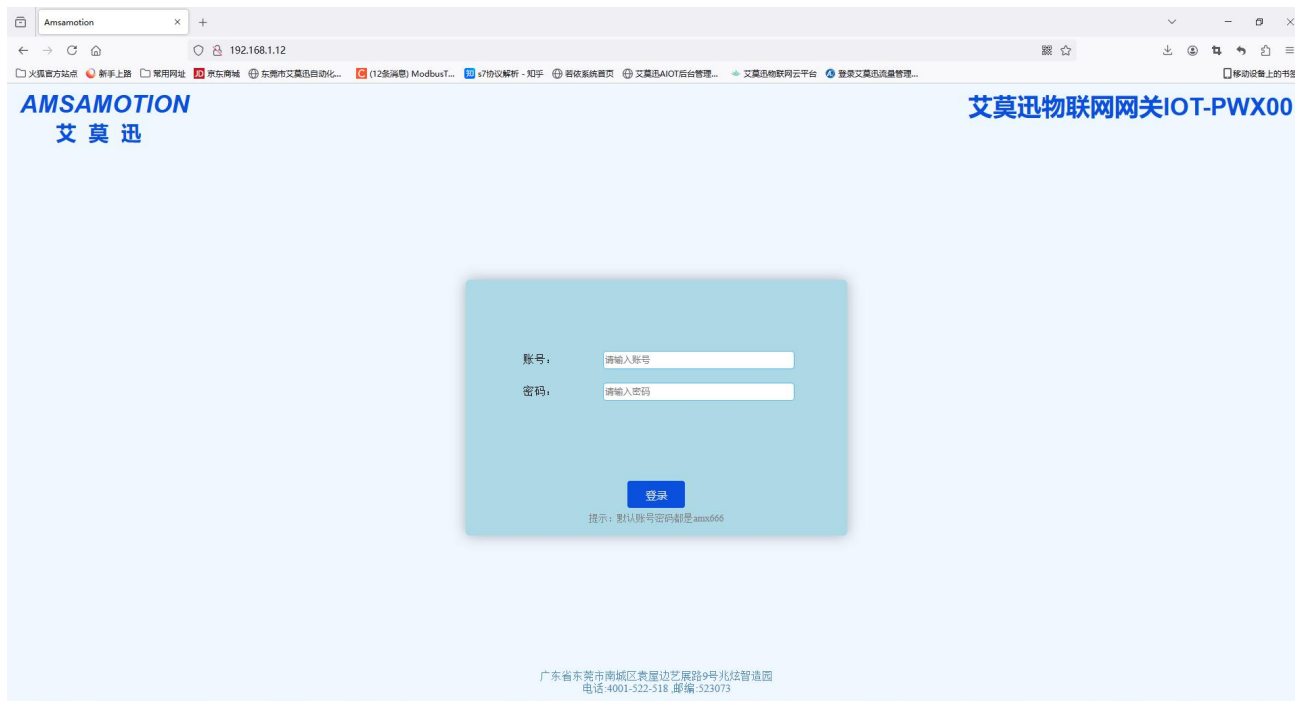 Amsamotion
192.168.1.12
火狐官方站点 新手上路 常用网址 京东商城 东莞市艾莫迅自动化... (12条消息) ModbusT... s7协议解析 - 知乎 若依系统首页 艾莫迅AIOT后台管理... 艾莫迅物联网云平台 登录艾莫迅流量管理... 移动设备上的书签
AMSAMOTION
艾莫迅
艾莫迅物联网网关IOT-PWX00
账号：
请输入账号
密码：
请输入密码
登录
提示：默认账号密码都是amx666
广东省东莞市南城区袁屋边艺展路9号兆炫智造园
电话:4001-522-518 ,邮编:523073